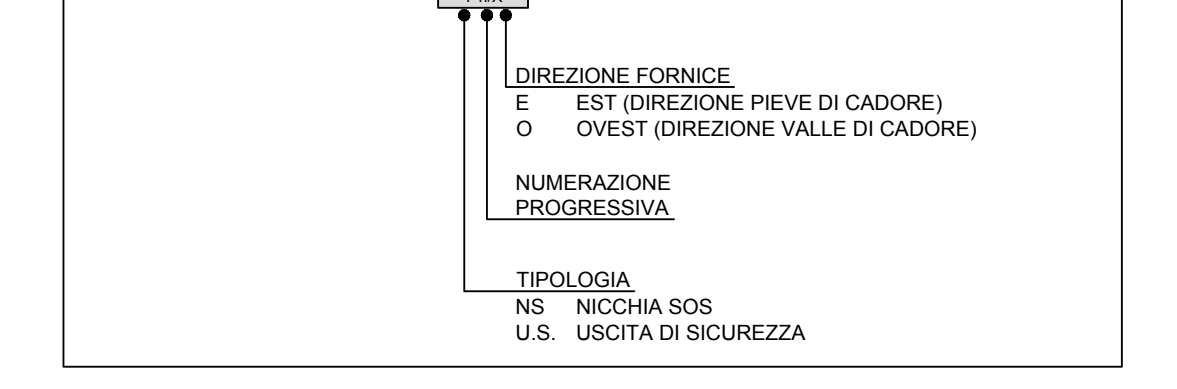 DIREZIONE FORNICE
E EST (DIREZIONE PIEVE DI CADORE)
O OVEST (DIREZIONE VALLE DI CADORE)
NUMERAZIONE
PROGRESSIVA
TIPOLOGIA
NS NICCHIA SOS
U.S. USCITA DI SICUREZZA